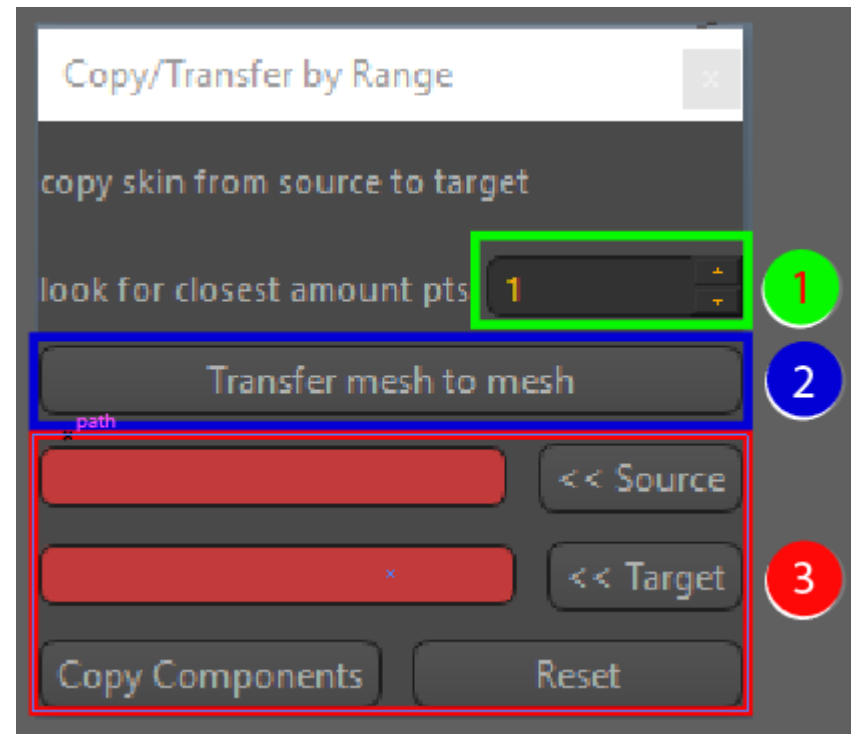 Copy/Transfer by Range x
copy skin from source to target
look for closest amount pts 1
1
Transfer mesh to mesh
2
path
<< Source
<< Target
3
Copy Components Reset